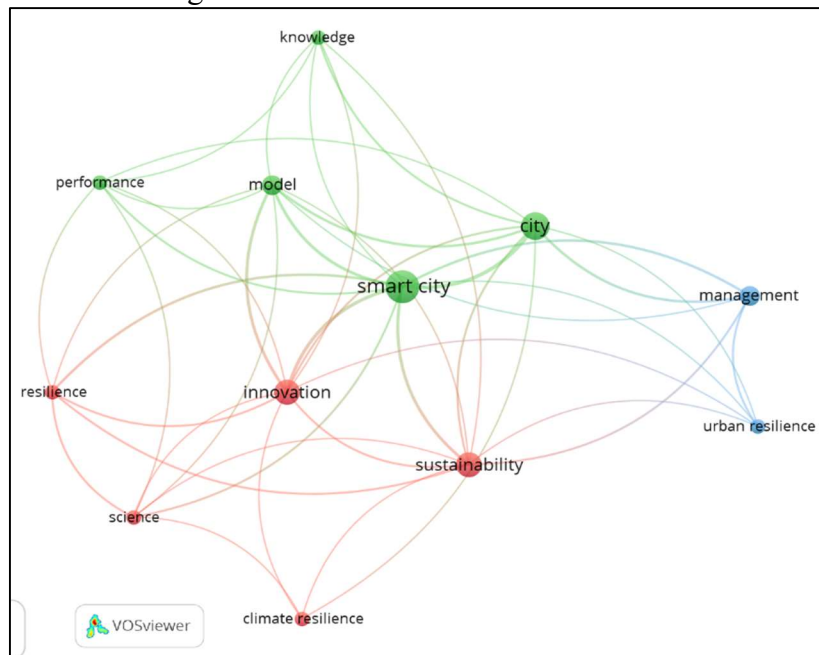 knowledge
performance
model
city
smart city
management
resilience
innovation
urban resilience
sustainability
science
climate resilience
VOSviewer